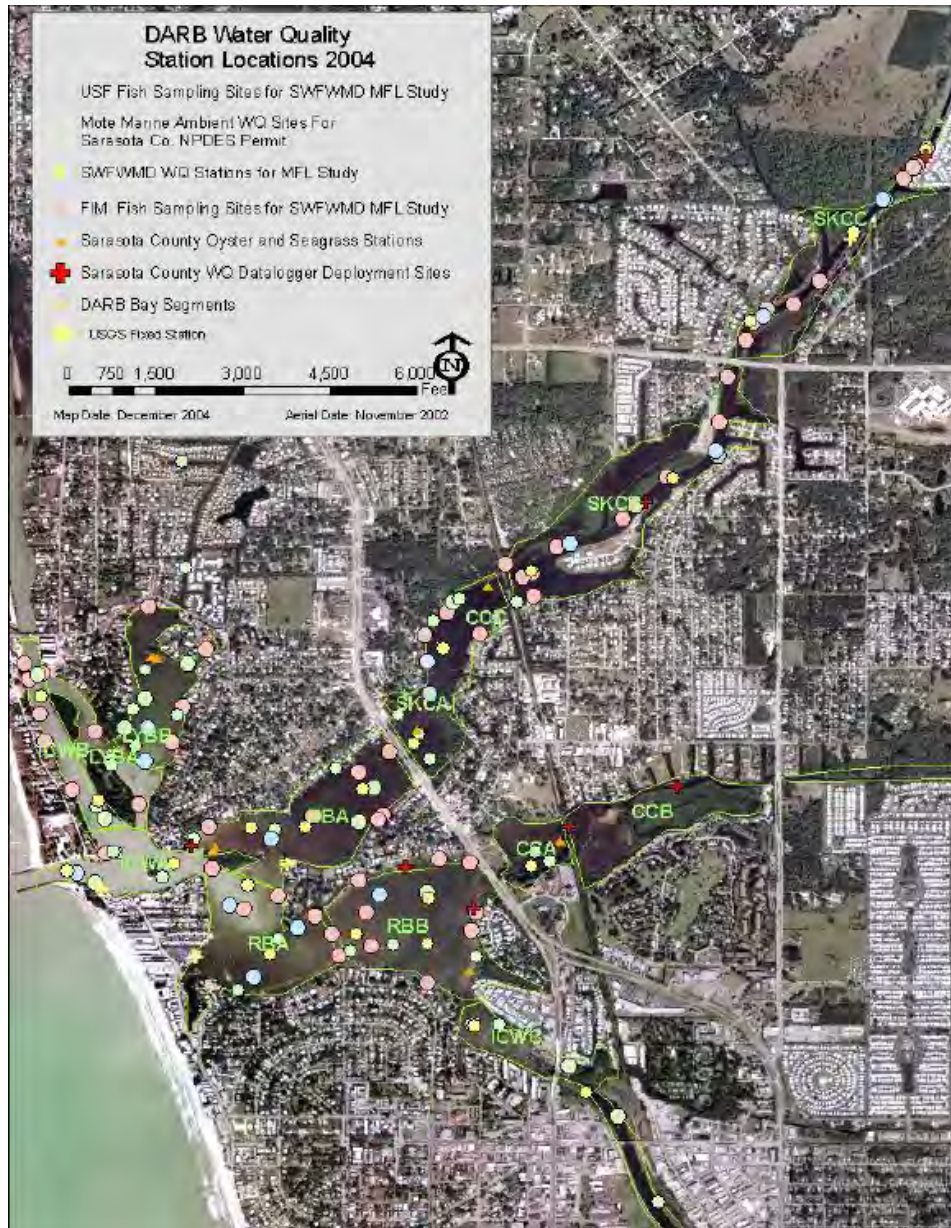 DARB Water Quality
Station Locations 2004
USF Fish Sampling Sites for SWFWMD MFL Study
Mote Marine Ambient WQ Sites For
Sarasota Co. NPDES Permit
SWFWMD WQ Stations for MFL Study
FIM Fish Sampling Sites for SWFWMD MFL Study
Sarasota County Oyster and Seagrass Stations
Sarasota County WQ Datalogger Deployment Sites
DARB Bay Segments
USGS Fixed Station
N
0 750 1,500 3,000 4,500 6,000
Feet
Map Date: December 2004 Aerial Date: November 2002
SKCC
SKCB
CCC
SKCA
LYBB
ICWB
LYBA
DBA
CCB
CCA
ICWA
RBB
RBA
ICWC